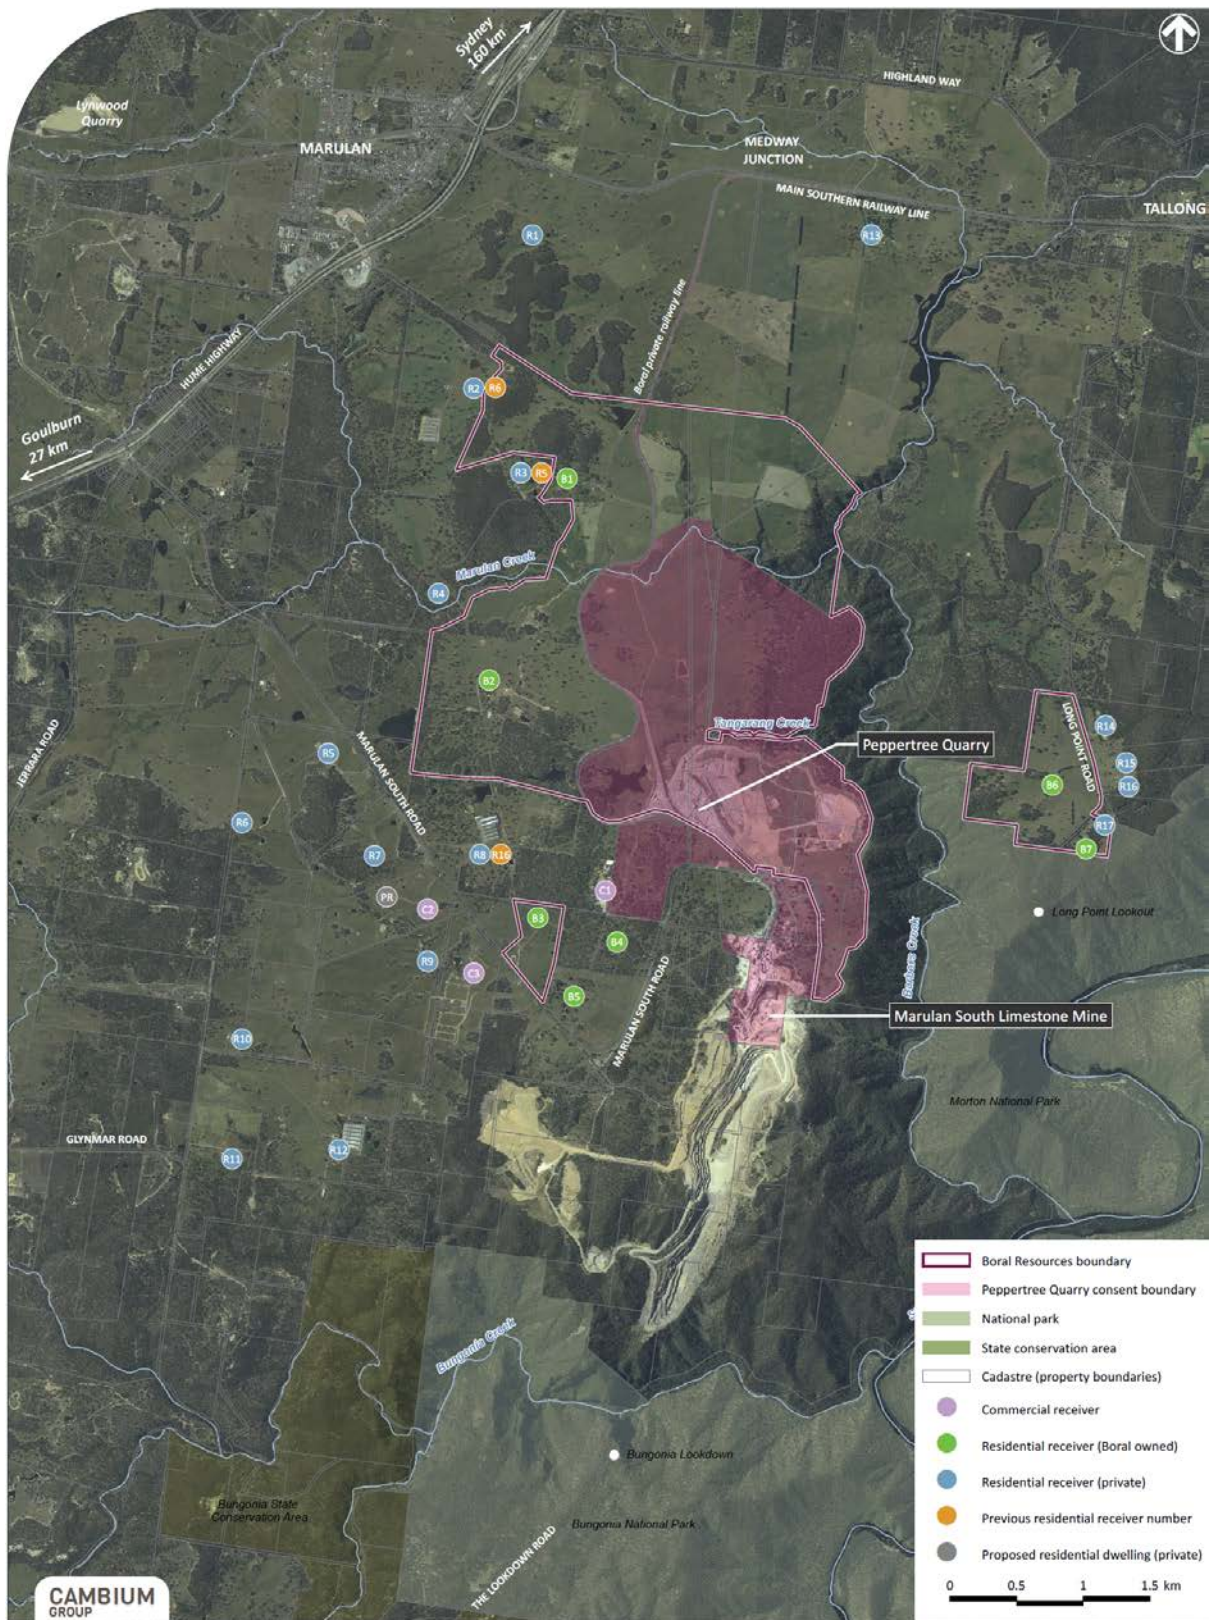 Sydney
160 km
HIGHLAND WAY
Lynwood
Quarry
MARULAN
MEDWAY
JUNCTION
MAIN SOUTHERN RAILWAY LINE
TALLONG
R1
R13
Boral private railway line
HUME HIGHWAY
R2
R6
Goulburn
27 km
R3
R5
B1
Marulan Creek
R4
B2
Tangarang Creek
Peppertree Quarry
JERRARA ROAD
MARULAN SOUTH ROAD
R5
R6
R7
R8
R16
LONG POINT ROAD
R14
R15
B6
R16
R17
B7
PR
C2
C1
B3
B4
Long Point Lookout
R9
C3
B5
MARULAN SOUTH ROAD
Barbers Creek
Marulan South Limestone Mine
R10
Morton National Park
GLYNMAR ROAD
R11
R12
Bungonia Creek
Bungonia Lookdown
Bungonia State
Conservation Area
Bungonia National Park
THE LOOKDOWN ROAD
Boral Resources boundary
Peppertree Quarry consent boundary
National park
State conservation area
Cadastre (property boundaries)
Commercial receiver
Residential receiver (Boral owned)
Residential receiver (private)
Previous residential receiver number
Proposed residential dwelling (private)
0 0.5 1 1.5 km
CAMBIUM
GROUP